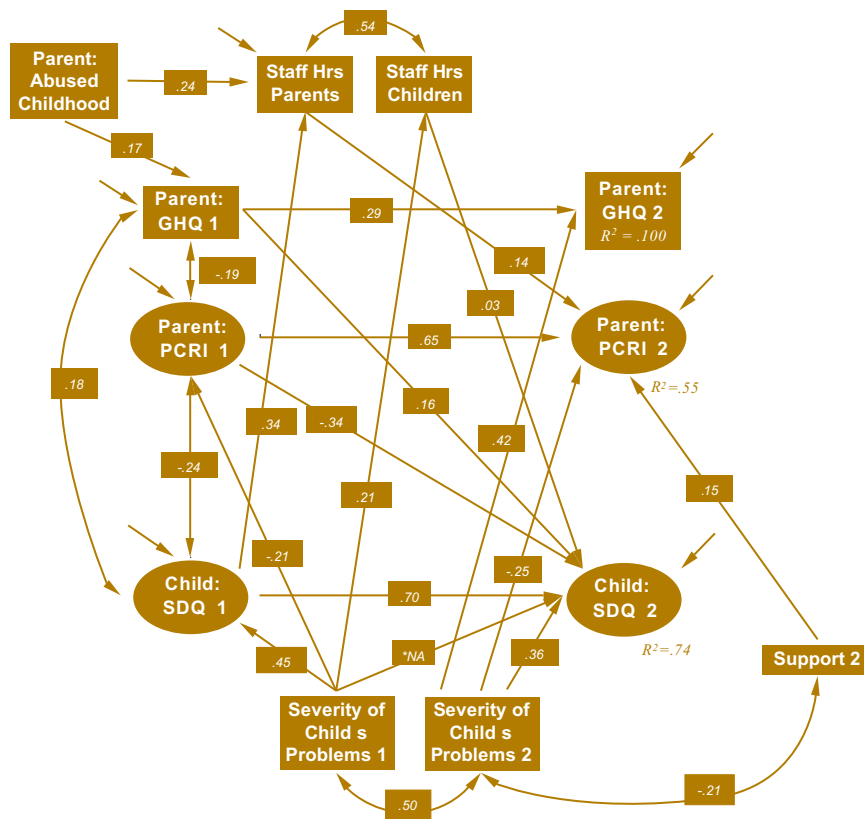 .54
Parent:
Abused
Childhood
Staff Hrs
Parents
Staff Hrs
Children
.24
.17
Parent:
GHQ 1
.29
Parent:
GHQ 2
R² = .100
-.19
.14
.03
Parent:
PCRI 1
.65
Parent:
PCRI 2
R²=.55
.18
.16
.34
-.34
.42
-.24
.21
.15
-.21
-.25
Child:
SDQ 1
.70
Child:
SDQ 2
R²=.74
.45
*NA
.36
Support 2
Severity of
Child s
Problems 1
Severity of
Child s
Problems 2
.50
-.21